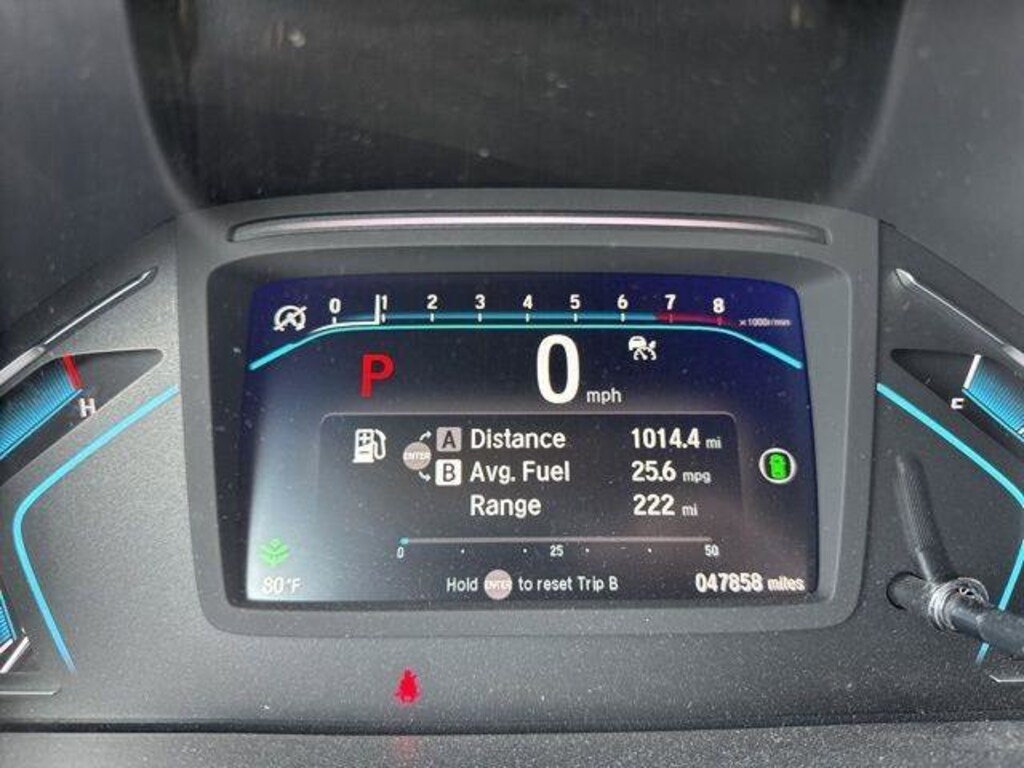 0 1 2 3 4 5 6 7 8
x1000r/min
P 0 mph
H
A Distance 1014.4 mi
ENTER
B Avg. Fuel 25.6 mpg
Range 222 mi
0 25 50
80°F Hold ENTER to reset Trip B 047858 miles